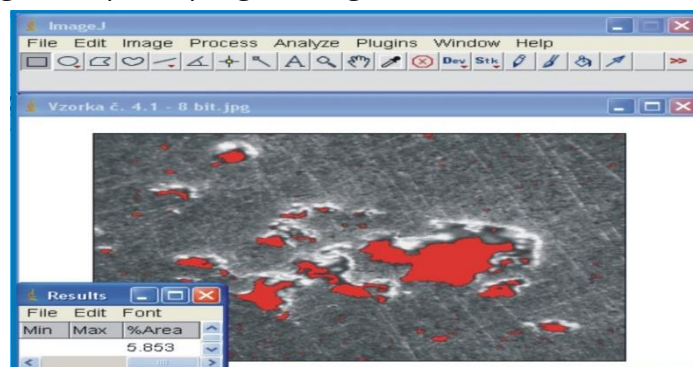 ImageJ
File Edit Image Process Analyze Plugins Window Help
A Dev Stk >>
Vzorka č. 4.1 - 8 bit.jpg
Results
File Edit Font
Min Max %Area
5.853